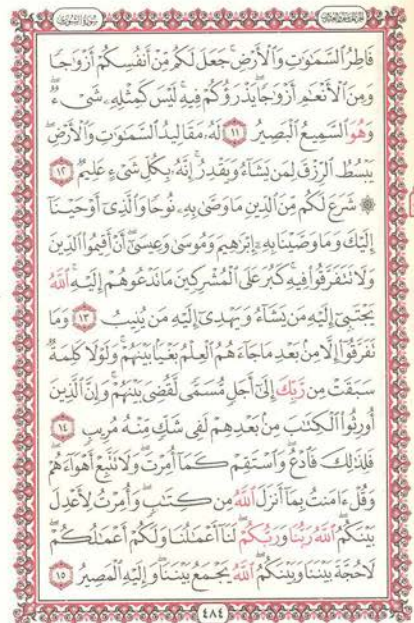 سُورَةُ الشُّورَى
فَاطِرُ السَّمَٰوَٰتِ وَالْأَرْضِ جَعَلَ لَكُم مِّنْ أَنفُسِكُمْ أَزْوَٰجًا
وَمِنَ الْأَنْعَٰمِ أَزْوَٰجًا يَذْرَؤُكُمْ فِيهِ لَيْسَ كَمِثْلِهِ شَىْءٌ
وَهُوَ السَّمِيعُ الْبَصِيرُ ١١ لَهُ مَقَالِيدُ السَّمَٰوَٰتِ وَالْأَرْضِ
يَبْسُطُ الرِّزْقَ لِمَن يَشَاءُ وَيَقْدِرُ إِنَّهُ بِكُلِّ شَىْءٍ عَلِيمٌ ١٢
۞ شَرَعَ لَكُم مِّنَ الدِّينِ مَا وَصَّىٰ بِهِ نُوحًا وَالَّذِى أَوْحَيْنَا
إِلَيْكَ وَمَا وَصَّيْنَا بِهِ إِبْرَٰهِيمَ وَمُوسَىٰ وَعِيسَىٰ أَنْ أَقِيمُوا الدِّينَ
وَلَا تَتَفَرَّقُوا فِيهِ كَبُرَ عَلَى الْمُشْرِكِينَ مَا تَدْعُوهُمْ إِلَيْهِ اللَّهُ
يَجْتَبِى إِلَيْهِ مَن يَشَاءُ وَيَهْدِى إِلَيْهِ مَن يُنِيبُ ١٣ وَمَا
تَفَرَّقُوا إِلَّا مِن بَعْدِ مَا جَاءَهُمُ الْعِلْمُ بَغْيًا بَيْنَهُمْ وَلَوْلَا كَلِمَةٌ
سَبَقَتْ مِن رَّبِّكَ إِلَىٰ أَجَلٍ مُّسَمًّى لَّقُضِىَ بَيْنَهُمْ وَإِنَّ الَّذِينَ
أُورِثُوا الْكِتَٰبَ مِن بَعْدِهِمْ لَفِى شَكٍّ مِّنْهُ مُرِيبٍ ١٤
فَلِذَٰلِكَ فَادْعُ وَاسْتَقِمْ كَمَا أُمِرْتَ وَلَا تَتَّبِعْ أَهْوَاءَهُمْ
وَقُلْ ءَامَنتُ بِمَا أَنزَلَ اللَّهُ مِن كِتَٰبٍ وَأُمِرْتُ لِأَعْدِلَ
بَيْنَكُمُ اللَّهُ رَبُّنَا وَرَبُّكُمْ لَنَا أَعْمَٰلُنَا وَلَكُمْ أَعْمَٰلُكُمْ
لَا حُجَّةَ بَيْنَنَا وَبَيْنَكُمُ اللَّهُ يَجْمَعُ بَيْنَنَا وَإِلَيْهِ الْمَصِيرُ ١٥
٤٨٤